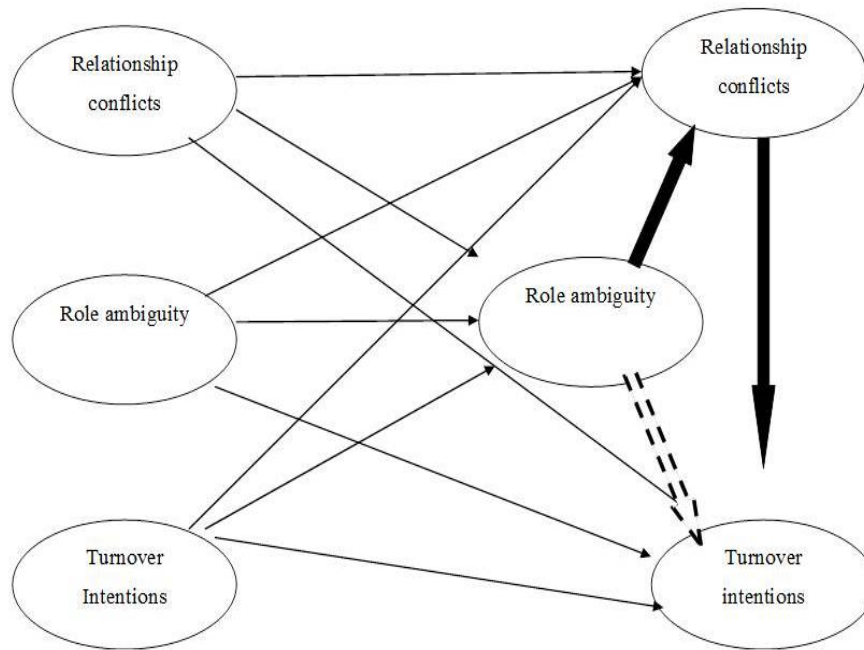 Relationship
conflicts
Relationship
conflicts
Role ambiguity
Role ambiguity
Turnover
Intentions
Turnover
intentions